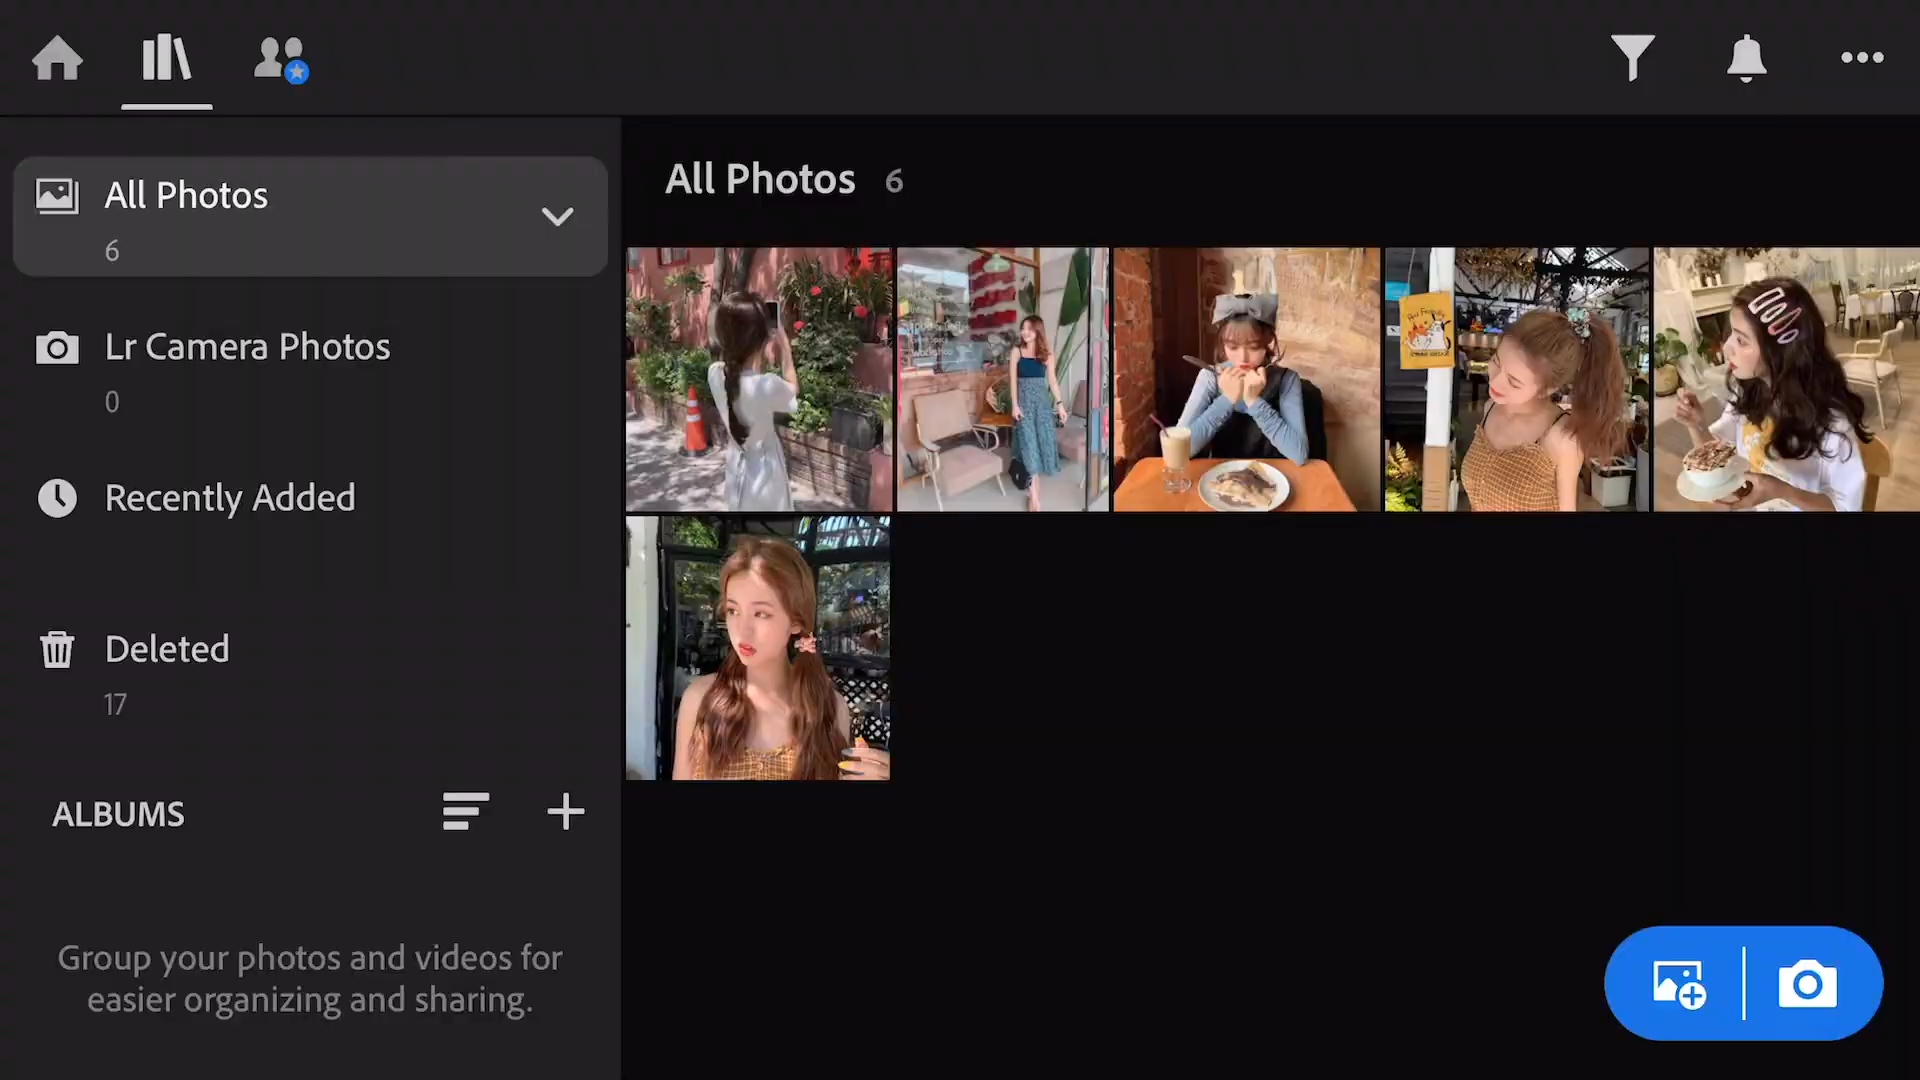 All Photos
6
Lr Camera Photos
0
Recently Added
Deleted
17
ALBUMS
Group your photos and videos for
easier organizing and sharing.
All Photos 6